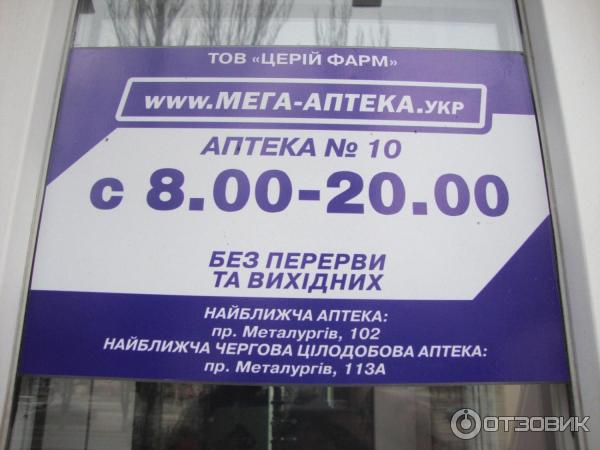 ТОВ «ЦЕРІЙ ФАРМ»
www.МЕГА-АПТЕКА.УКР
АПТЕКА № 10
с 8.00-20.00
БЕЗ ПЕРЕРВИ
ТА ВИХІДНИХ
НАЙБЛИЖЧА АПТЕКА:
пр. Металургів, 102
НАЙБЛИЖЧА ЧЕРГОВА ЦІЛОДОБОВА АПТЕКА:
пр. Металургів, 113А
ОТЗОВИК